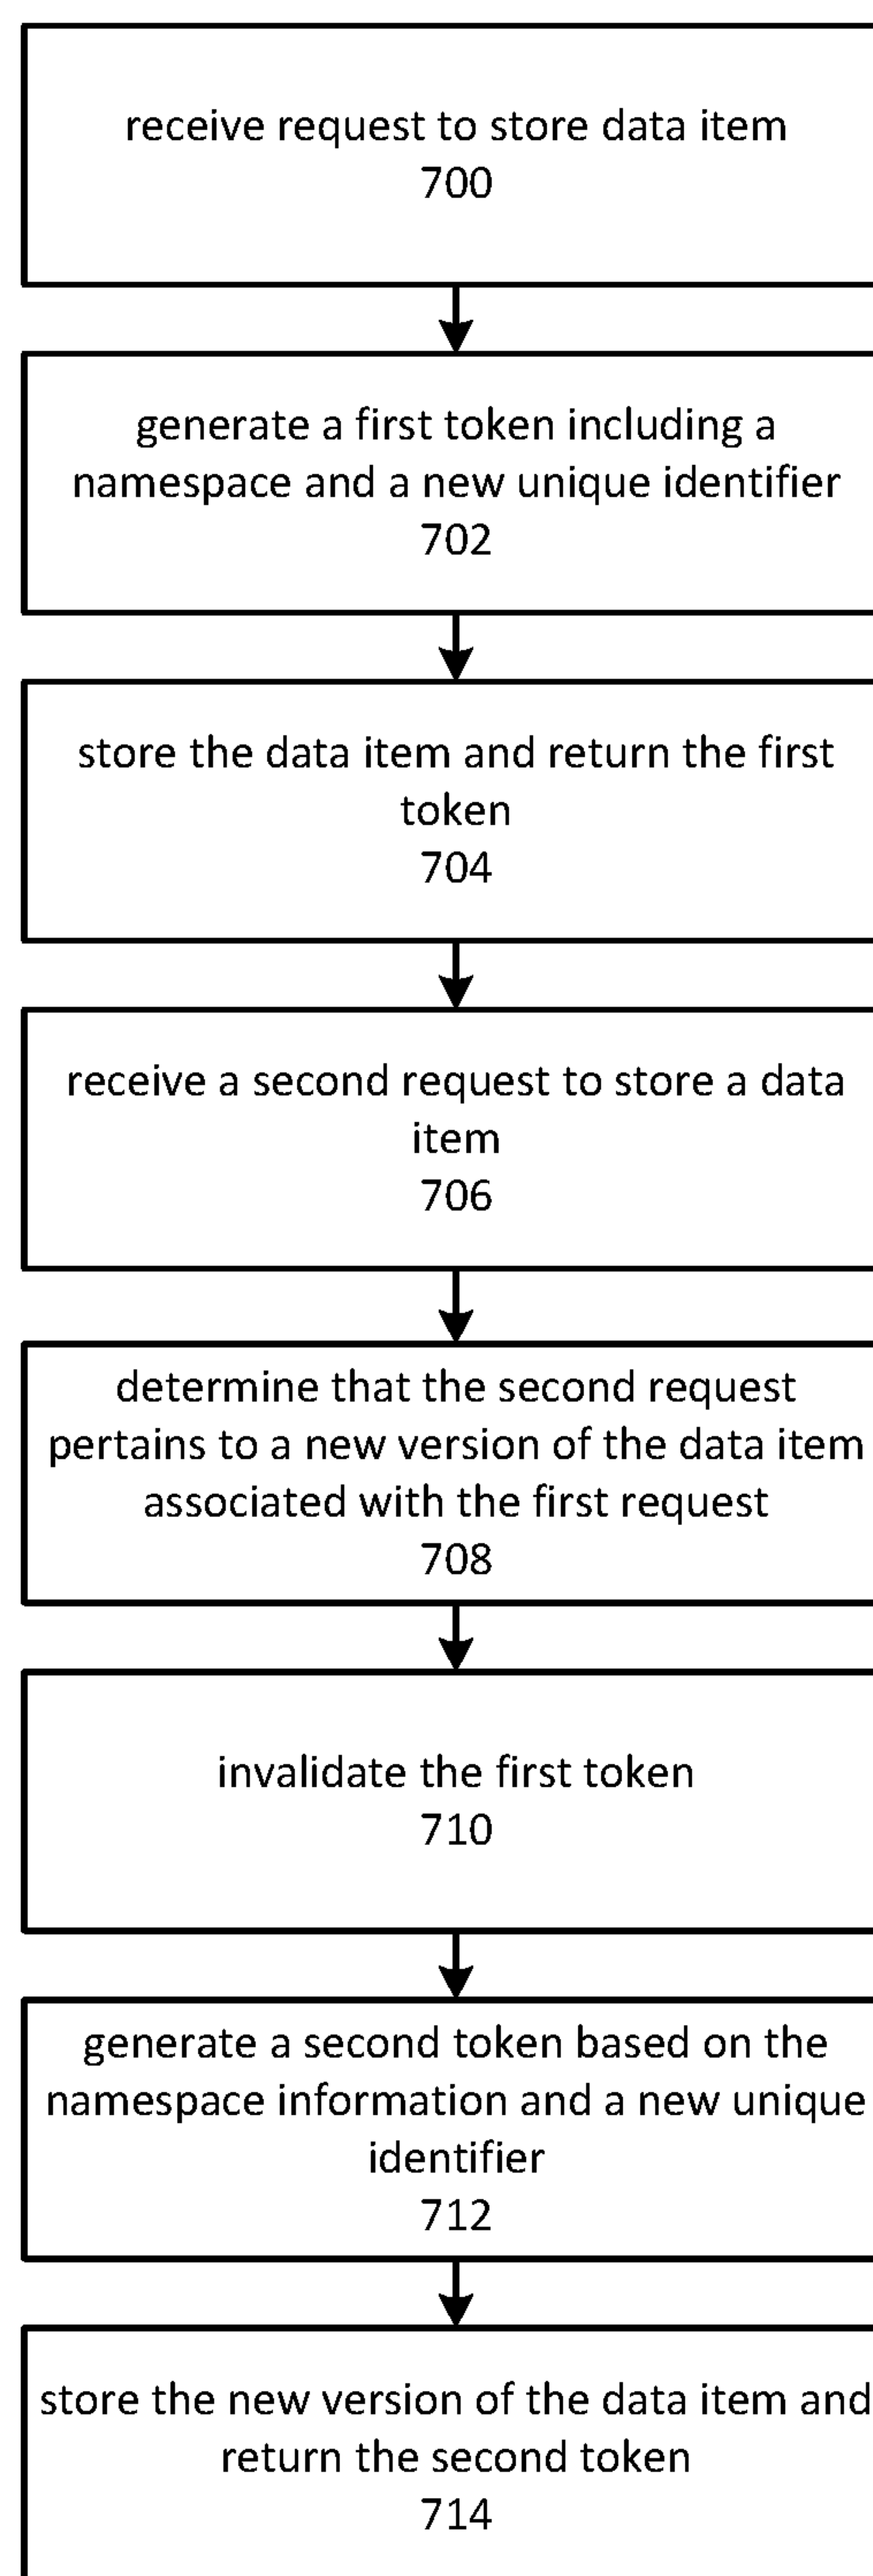 receive request to store data item
700
generate a first token including a
namespace and a new unique identifier
702
store the data item and return the first
token
704
receive a second request to store a data
item
706
determine that the second request
pertains to a new version of the data item
associated with the first request
708
invalidate the first token
710
generate a second token based on the
namespace information and a new unique
identifier
712
store the new version of the data item and
return the second token
714